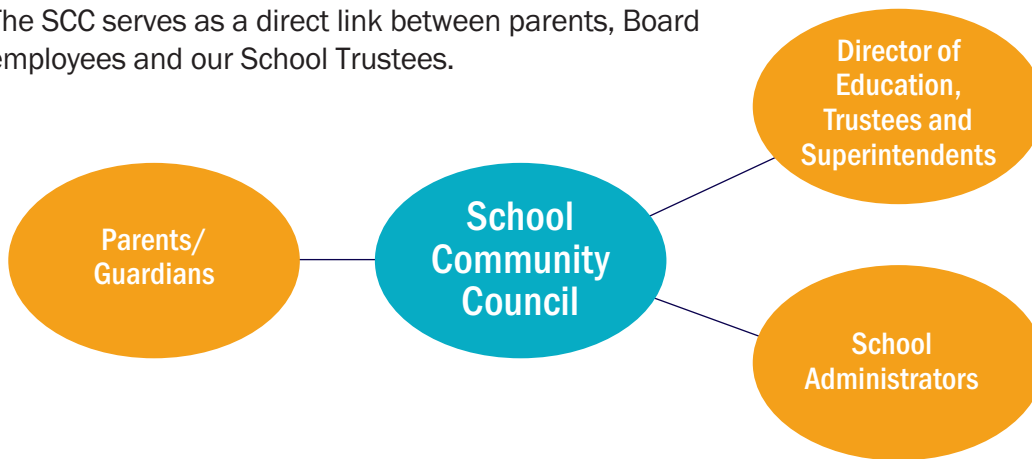 The SCC serves as a direct link between parents, Board
employees and our School Trustees.
Director of
Education,
Trustees and
Superintendents
School
Community
Council
Parents/
Guardians
School
Administrators